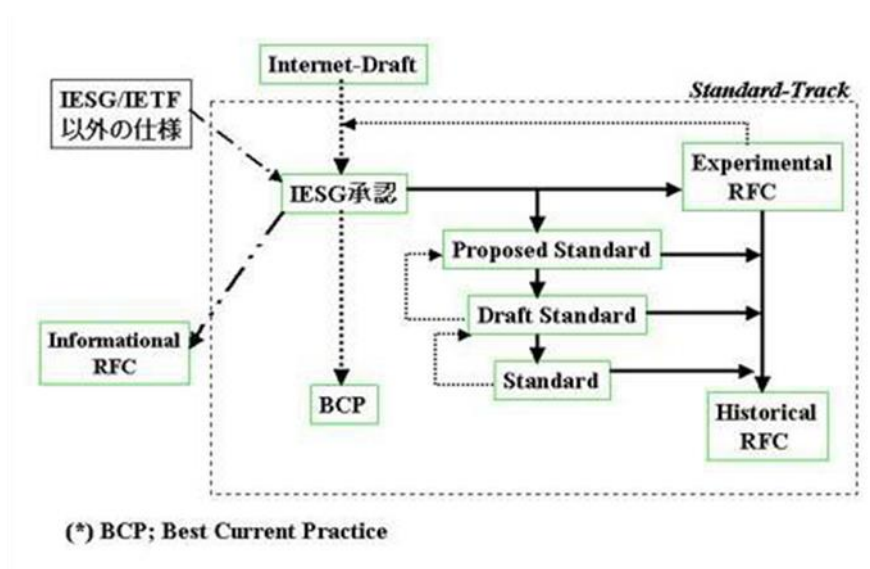 Internet-Draft
IESG/IETF
以外の仕様
Standard-Track
Experimental
RFC
IESG承認
Proposed Standard
Draft Standard
Informational
RFC
Standard
BCP
Historical
RFC
(*) BCP; Best Current Practice